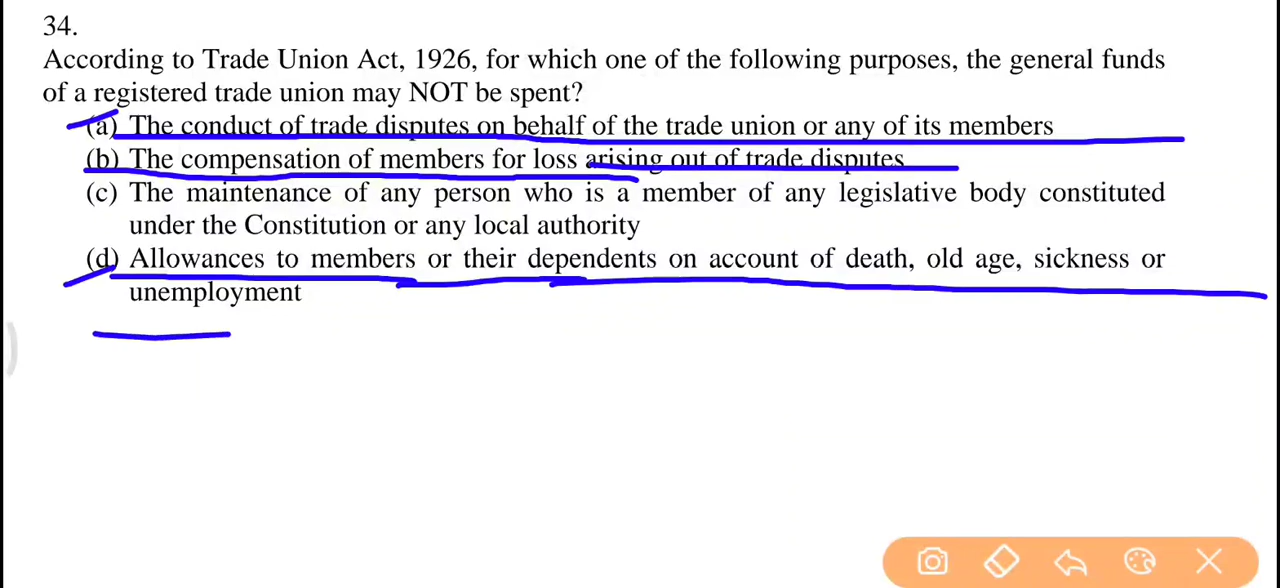 34.
According to Trade Union Act, 1926, for which one of the following purposes, the general funds
of a registered trade union may NOT be spent?
(a) The conduct of trade disputes on behalf of the trade union or any of its members
(b) The compensation of members for loss arising out of trade disputes
(c) The maintenance of any person who is a member of any legislative body constituted
under the Constitution or any local authority
(d) Allowances to members or their dependents on account of death, old age, sickness or
unemployment